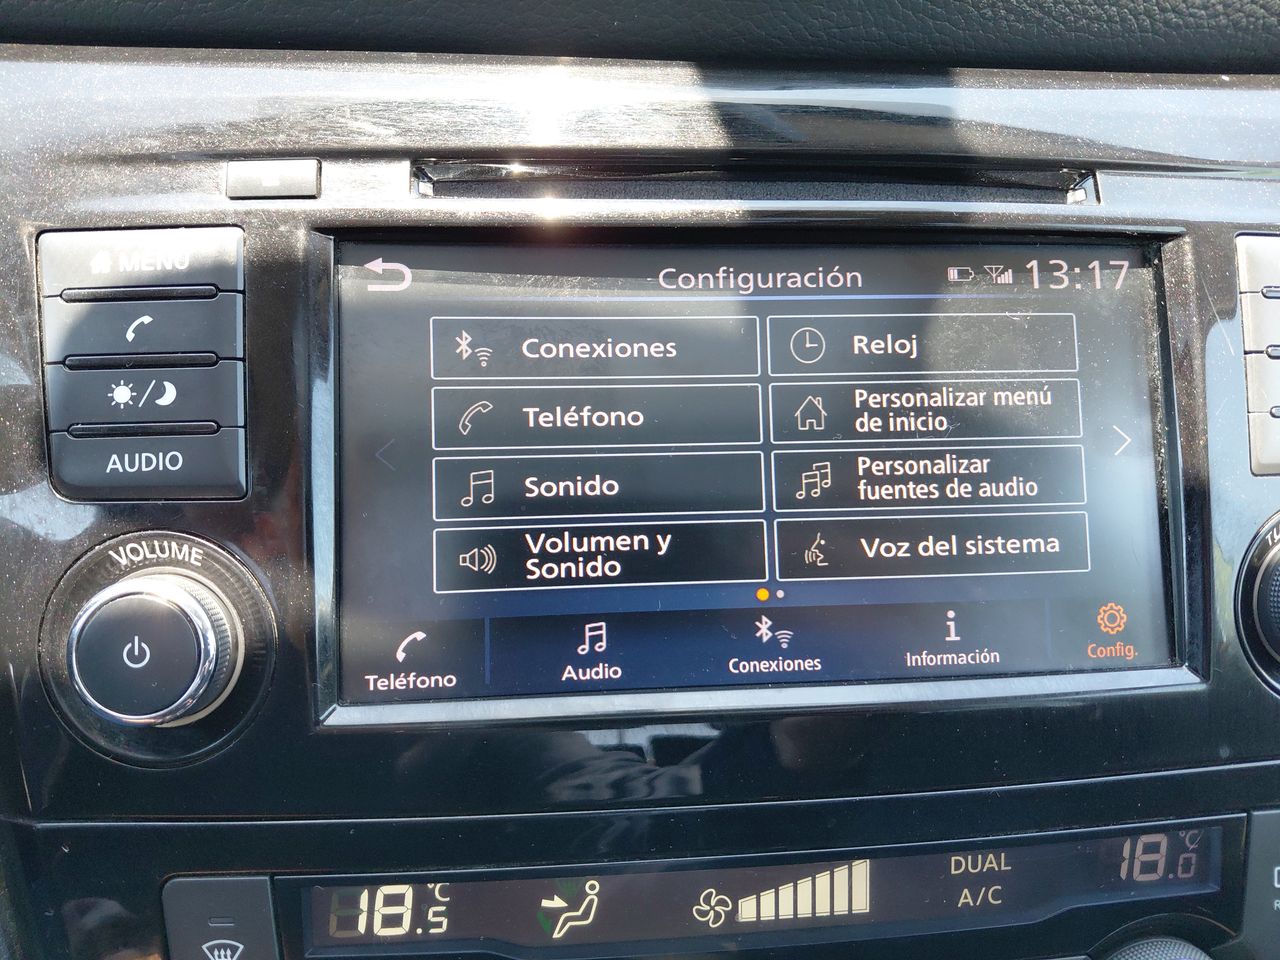 MENU
AUDIO
VOLUME
Configuración
13:17
Conexiones
Reloj
Teléfono
Personalizar menú
de inicio
Sonido
Personalizar
fuentes de audio
Volumen y
Sonido
Voz del sistema
Teléfono
Audio
Conexiones
i
Información
Config.
18.5 °C
DUAL
A/C
18.0 °C